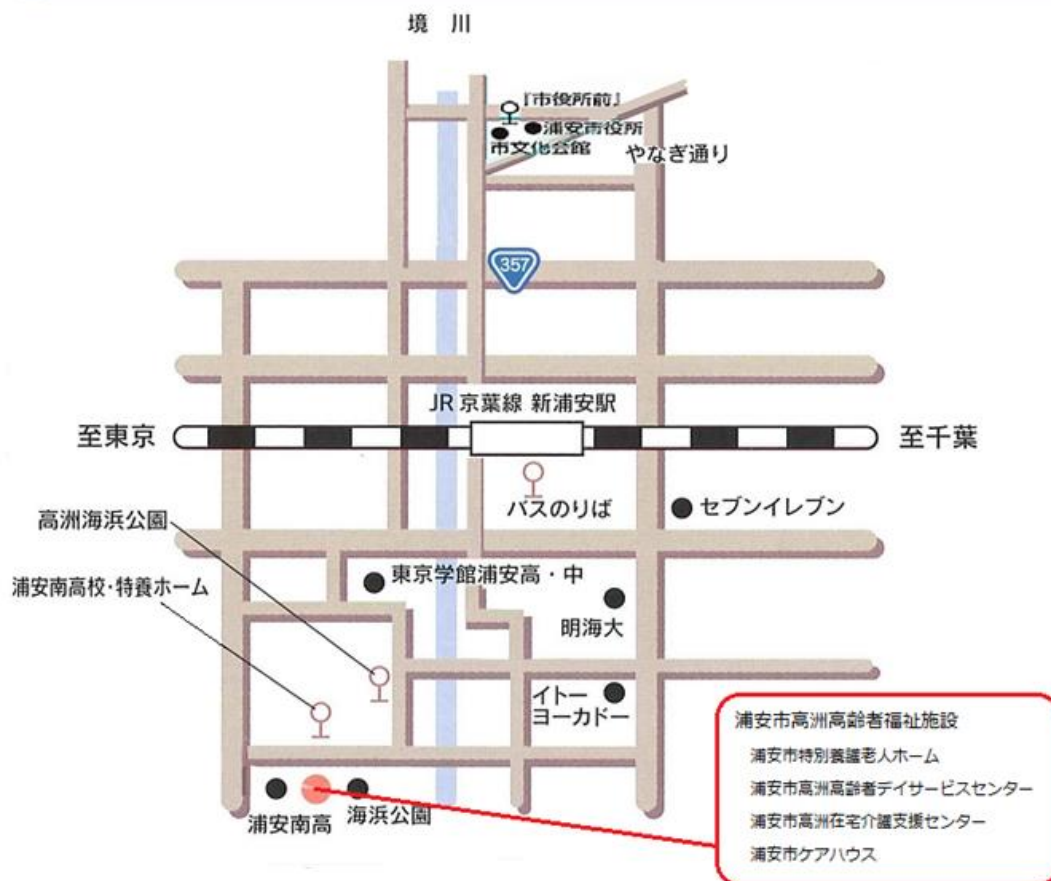 境 川
『市役所前』
浦安市役所
市文化会館
やなぎ通り
357
JR 京葉線 新浦安駅
至東京
至千葉
バスのりば
セブンイレブン
高洲海浜公園
浦安南高校・特養ホーム
東京学館浦安高・中
明海大
イトー
ヨーカドー
浦安南高
海浜公園
浦安市高洲高齢者福祉施設
浦安市特別養護老人ホーム
浦安市高洲高齢者デイサービスセンター
浦安市高洲在宅介護支援センター
浦安市ケアハウス